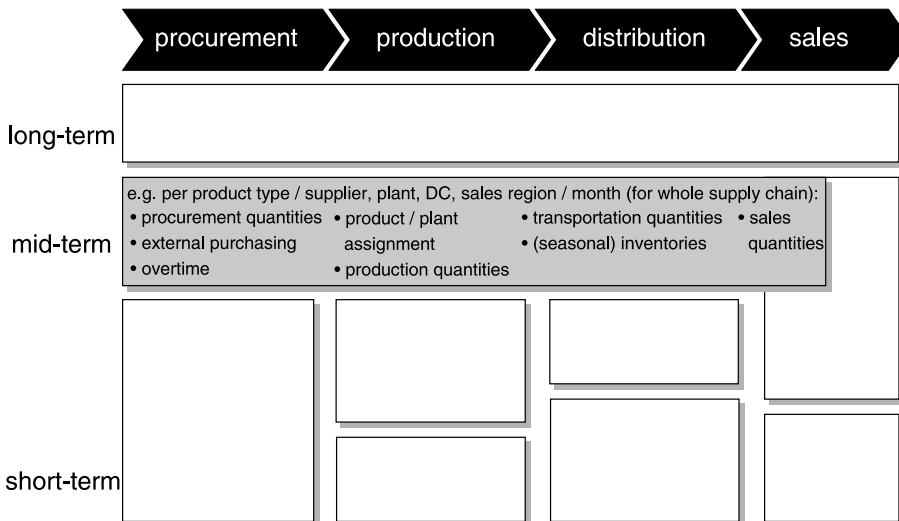 procurement
production
distribution
sales
long-term
mid-term
e.g. per product type / supplier, plant, DC, sales region / month (for whole supply chain):
• procurement quantities
• external purchasing
• overtime
• product / plant
assignment
• production quantities
• transportation quantities
• (seasonal) inventories
• sales
quantities
short-term